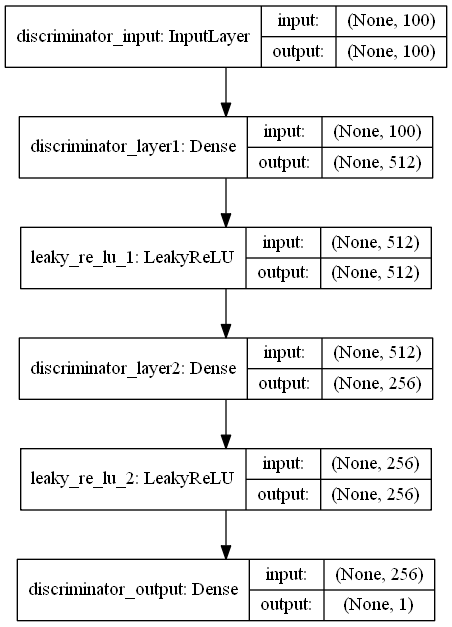 discriminator_input: InputLayer
input: (None, 100)
output: (None, 100)
discriminator_layer1: Dense
input: (None, 100)
output: (None, 512)
leaky_re_lu_1: LeakyReLU
input: (None, 512)
output: (None, 512)
discriminator_layer2: Dense
input: (None, 512)
output: (None, 256)
leaky_re_lu_2: LeakyReLU
input: (None, 256)
output: (None, 256)
discriminator_output: Dense
input: (None, 256)
output: (None, 1)